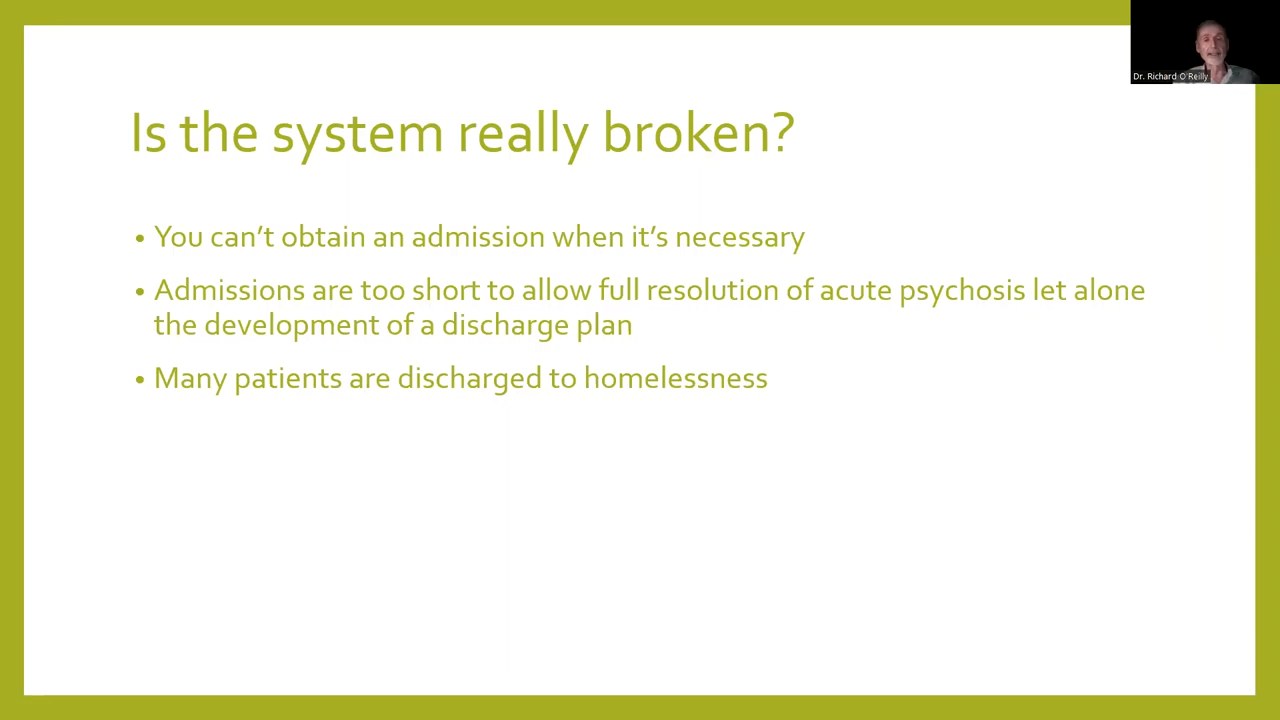 Dr. Richard O'Reilly
Is the system really broken?
• You can't obtain an admission when it's necessary
• Admissions are too short to allow full resolution of acute psychosis let alone
the development of a discharge plan
• Many patients are discharged to homelessness